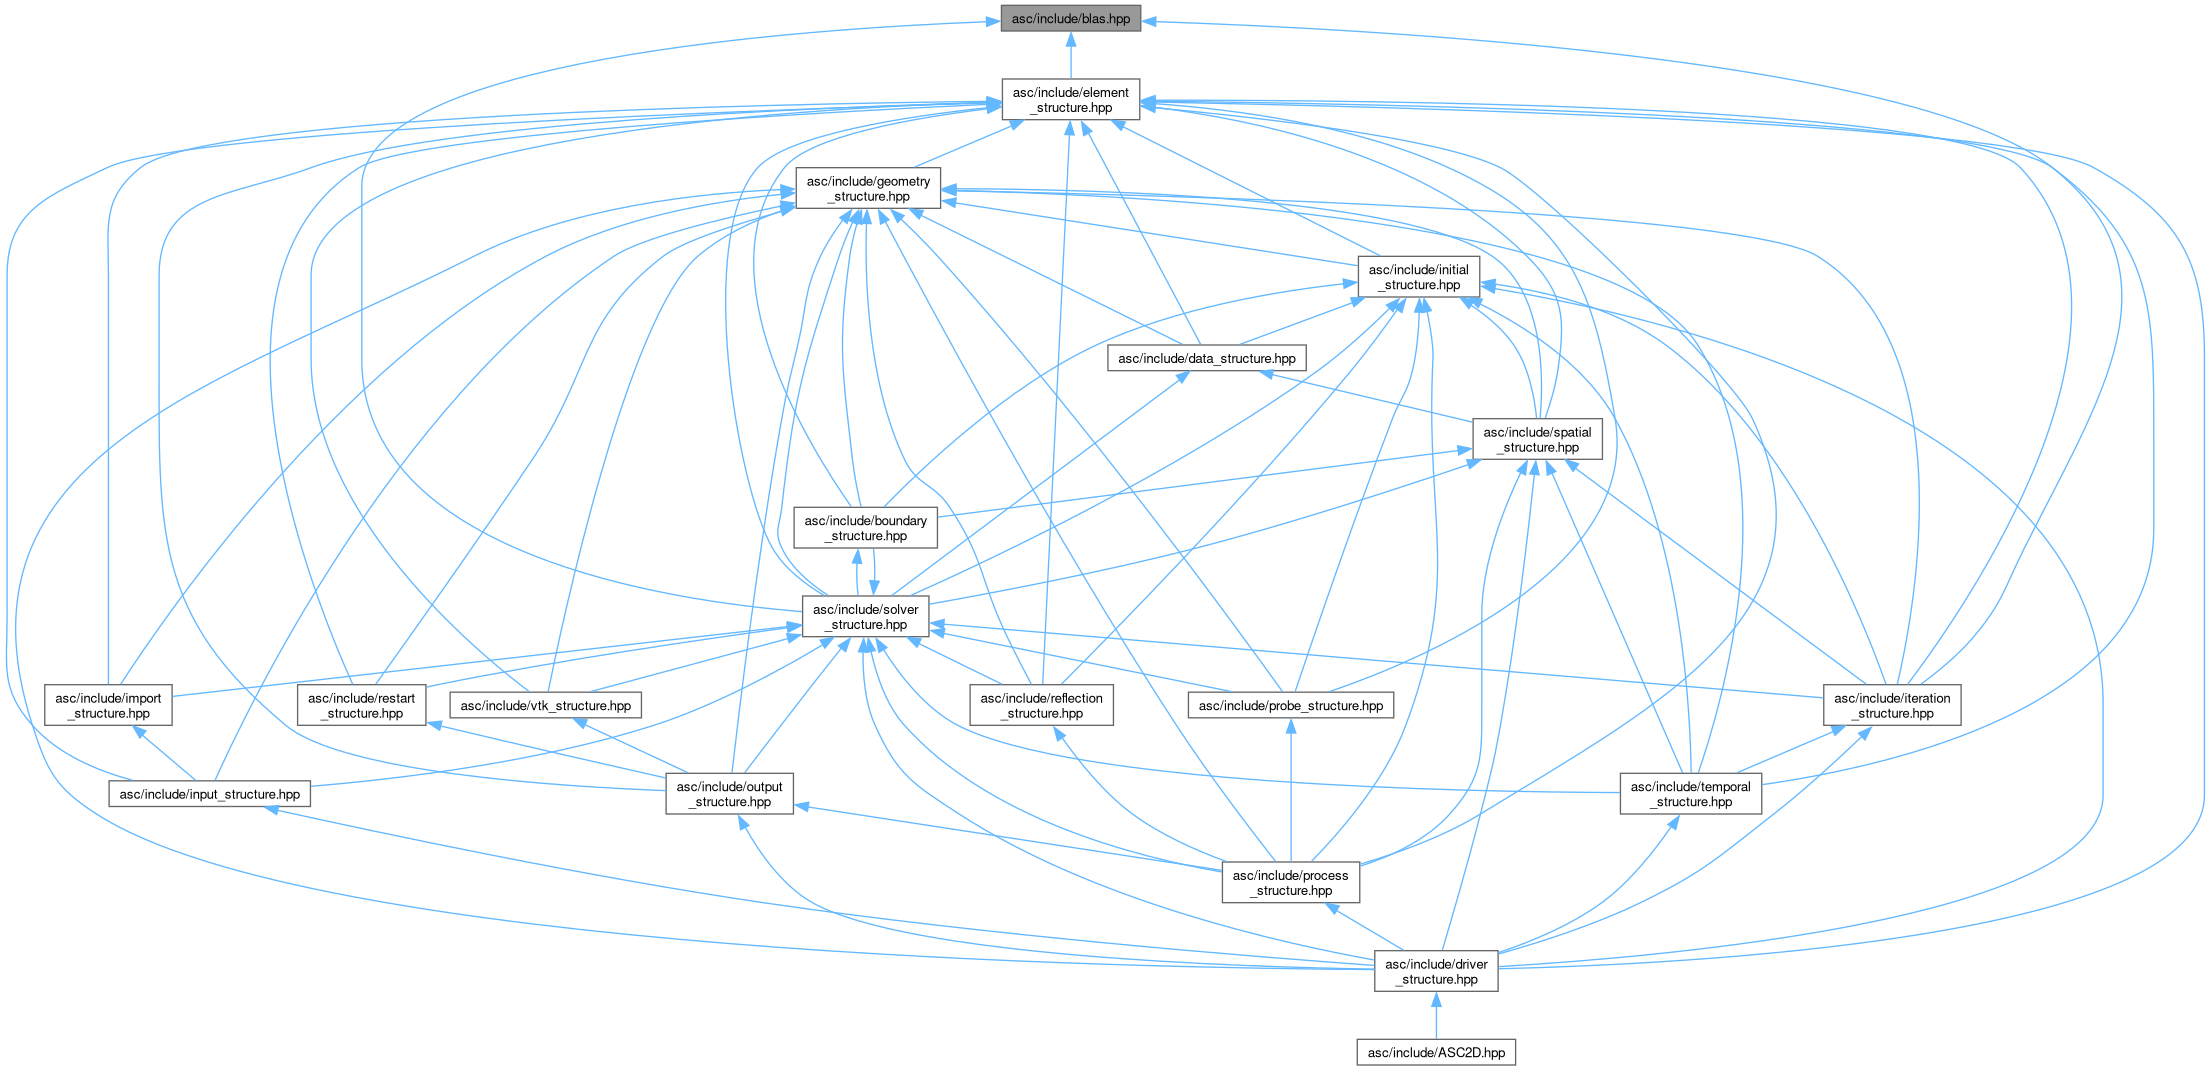 asc/include/blas.hpp
asc/include/element
_structure.hpp
asc/include/geometry
_structure.hpp
asc/include/initial
_structure.hpp
asc/include/data_structure.hpp
asc/include/spatial
_structure.hpp
asc/include/boundary
_structure.hpp
asc/include/solver
_structure.hpp
asc/include/import
_structure.hpp
asc/include/restart
_structure.hpp
asc/include/vtk_structure.hpp
asc/include/reflection
_structure.hpp
asc/include/probe_structure.hpp
asc/include/iteration
_structure.hpp
asc/include/input_structure.hpp
asc/include/output
_structure.hpp
asc/include/temporal
_structure.hpp
asc/include/process
_structure.hpp
asc/include/driver
_structure.hpp
asc/include/ASC2D.hpp